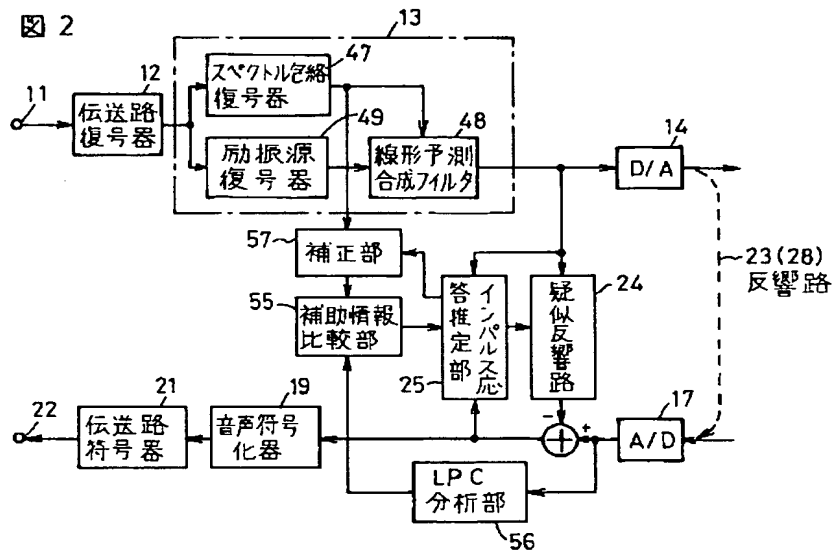 図2
13
47
スペクトル包絡
復号器
11
12
伝送路
復号器
49
励振源
復号器
48
線形予測
合成フィルタ
14
D/A
57
補正部
23(28)
反響路
55
補助情報
比較部
インパルス応
答推定部
25
疑似反響路
24
21
22
伝送路
符号器
19
音声符号
化器
-
+
+
17
A/D
LPC
分析部
56